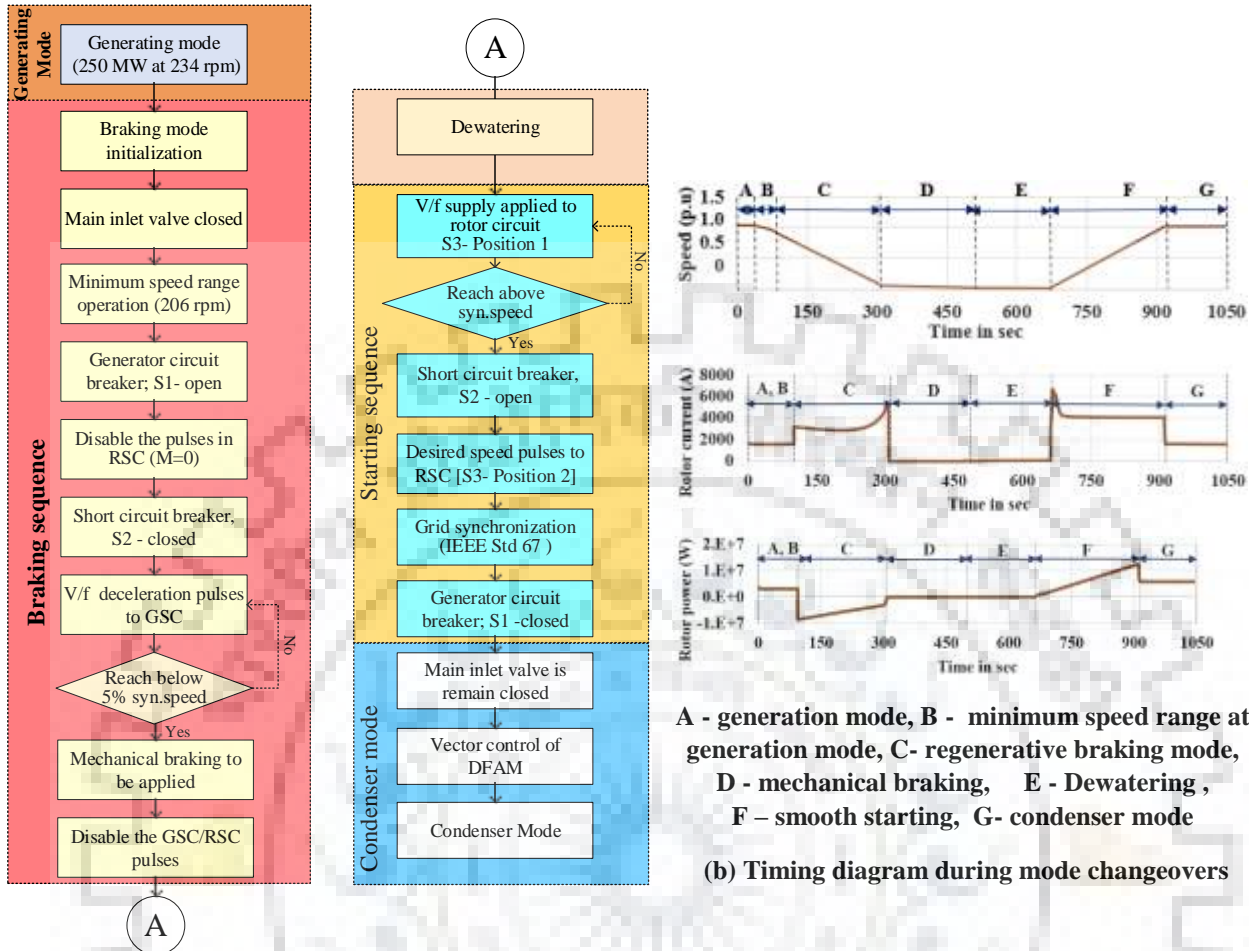 Generating
Mode
Generating mode
(250 MW at 234 rpm)
Braking sequence
Braking mode
initialization
Main inlet valve closed
Minimum speed range
operation (206 rpm)
Generator circuit
breaker; S1- open
Disable the pulses in
RSC (M=0)
Short circuit breaker,
S2 - closed
V/f deceleration pulses
to GSC
No
Reach below
5% syn.speed
Yes
Mechanical braking to
be applied
Disable the GSC/RSC
pulses
A
A
Dewatering
Starting sequence
V/f supply applied to
rotor circuit
S3- Position 1
No
Reach above
syn.speed
Yes
Short circuit breaker,
S2 - open
Desired speed pulses to
RSC [S3- Position 2]
Grid synchronization
(IEEE Std 67 )
Generator circuit
breaker; S1 -closed
Condenser mode
Main inlet valve is
remain closed
Vector control of
DFAM
Condenser Mode
A B C D E F G
Speed (p.u)
1.5
1.0
0.5
0
0 150 300 450 600 750 900 1050
Time in sec
Rotor current (A)
8000
6000
4000
2000
0
A, B C D E F G
0 150 300 450 600 750 900 1050
Time in sec
Rotor power (W)
2.E+7
1.E+7
0.E+0
-1.E+7
A, B C D E F G
0 150 300 450 600 750 900 1050
Time in sec
A - generation mode, B - minimum speed range at
generation mode, C- regenerative braking mode,
D - mechanical braking, E - Dewatering ,
F – smooth starting, G- condenser mode
(b) Timing diagram during mode changeovers